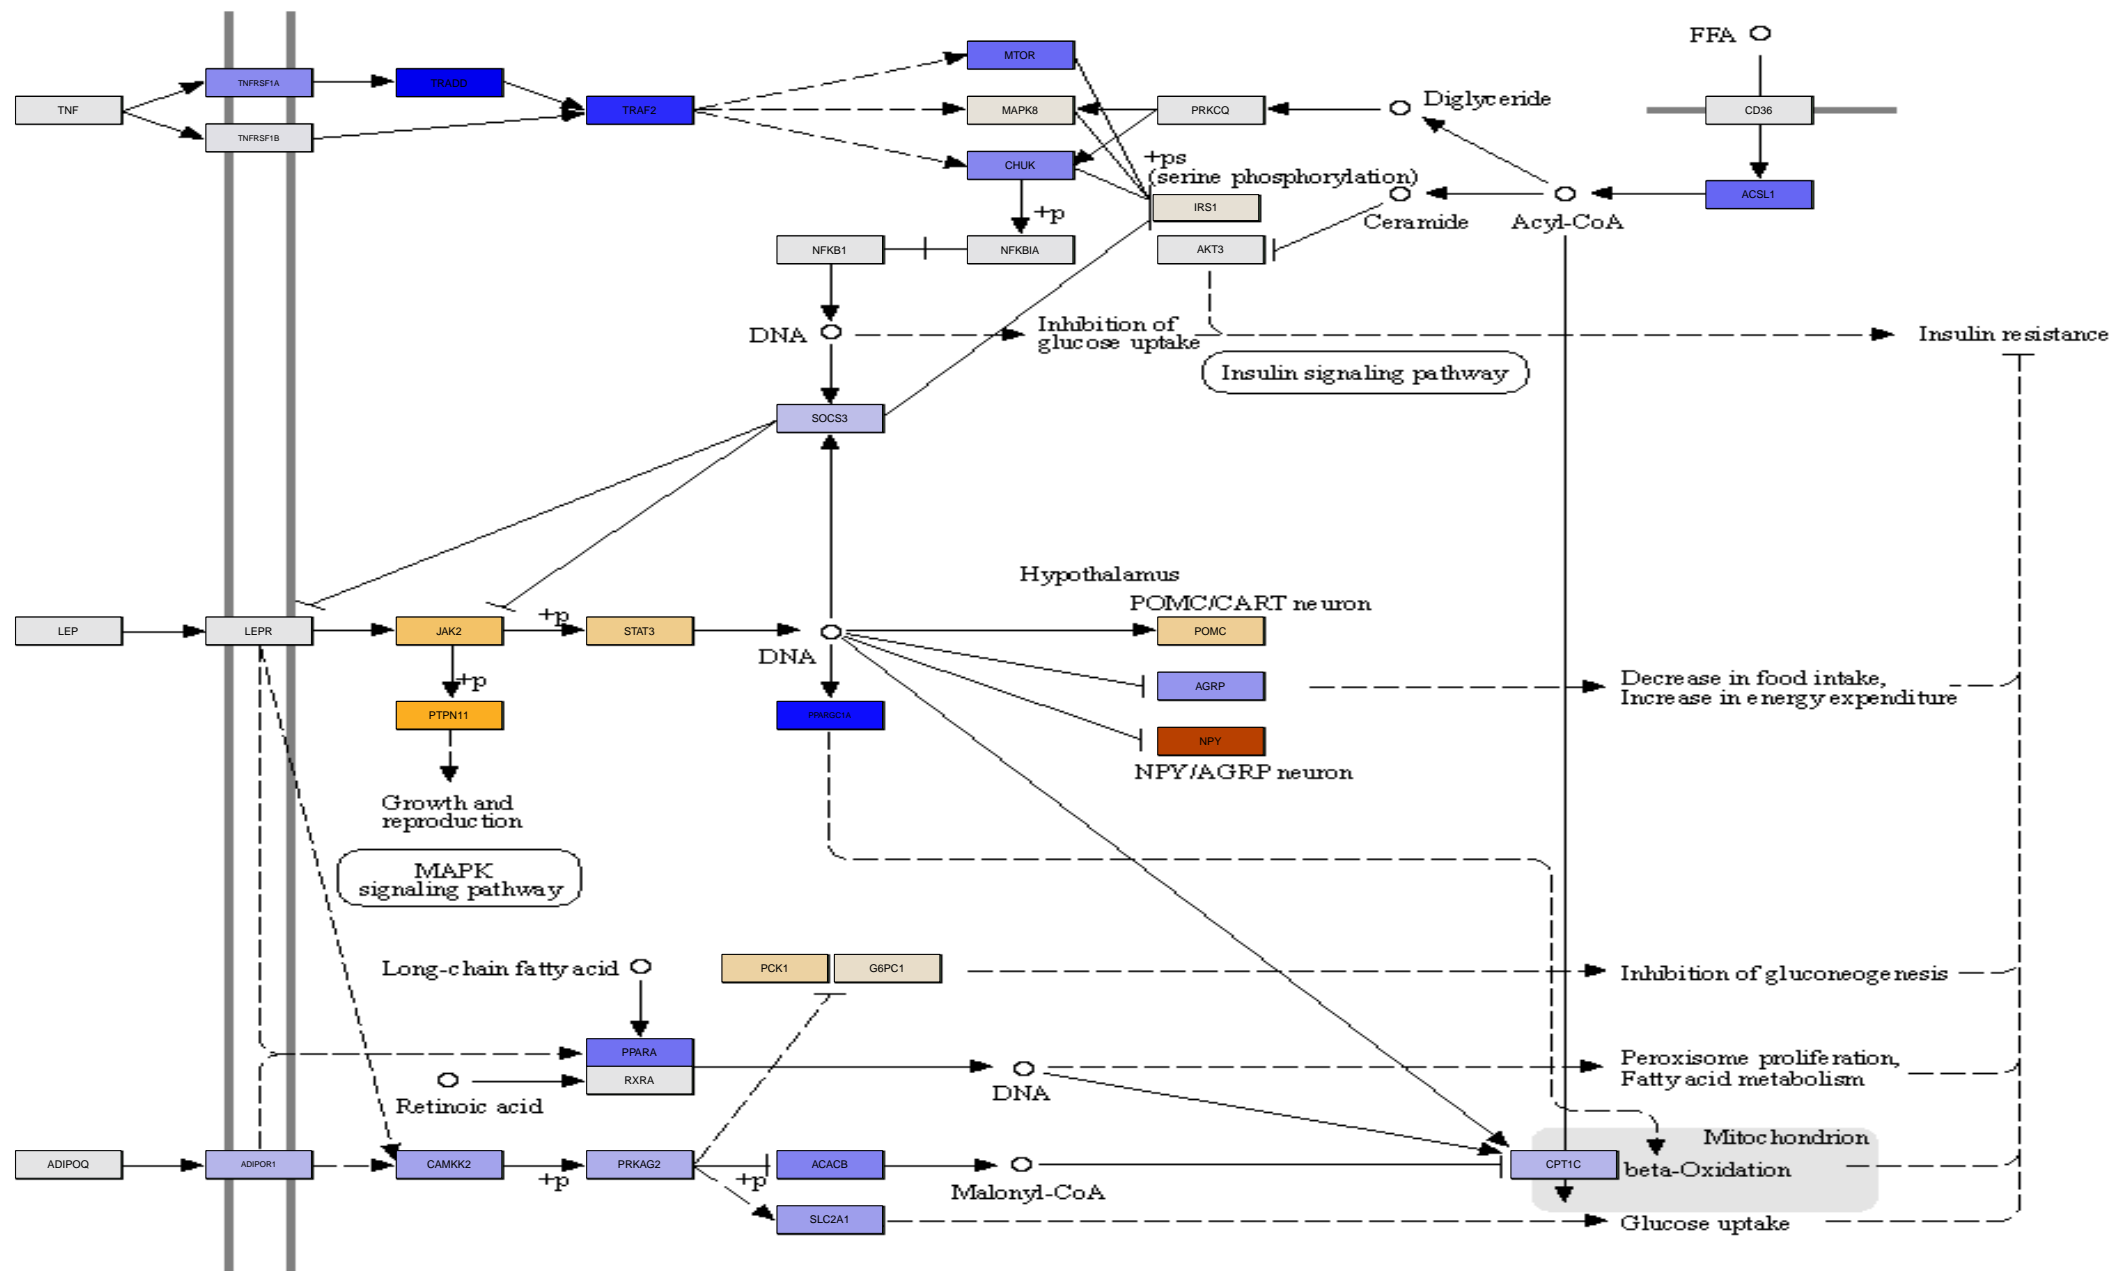 FFA
MTOR
TNFRSF1A
TRADD
TNF
TRAF2
MAPK8
PRKCQ
Diglyceride
CD36
TNFRSF1B
CHUK
+ps
(serine phosphorylation)
ACSL1
+p
IRS1
Ceramide
Acyl-CoA
NFKB1
NFKBIA
AKT3
DNA
Inhibition of
glucose uptake
Insulin resistance
Insulin signaling pathway
SOCS3
Hypothalamus
POMC/CART neuron
LEP
LEPR
JAK2
+p
STAT3
DNA
POMC
+p
AGRP
Decrease in food intake,
Increase in energy expenditure
PTPN11
PPARGC1A
NPY
NPY/AGRP neuron
Growth and
reproduction
MAPK
signaling pathway
Long-chain fatty acid
PCK1
G6PC1
Inhibition of gluconeogenesis
PPARA
RXRA
Peroxisome proliferation,
Fatty acid metabolism
Retinoic acid
DNA
Mitochondrion
ADIPOQ
ADIPOR1
CAMKK2
+p
PRKAG2
+p
ACACB
Malonyl-CoA
CPT1C
beta-Oxidation
SLC2A1
Glucose uptake